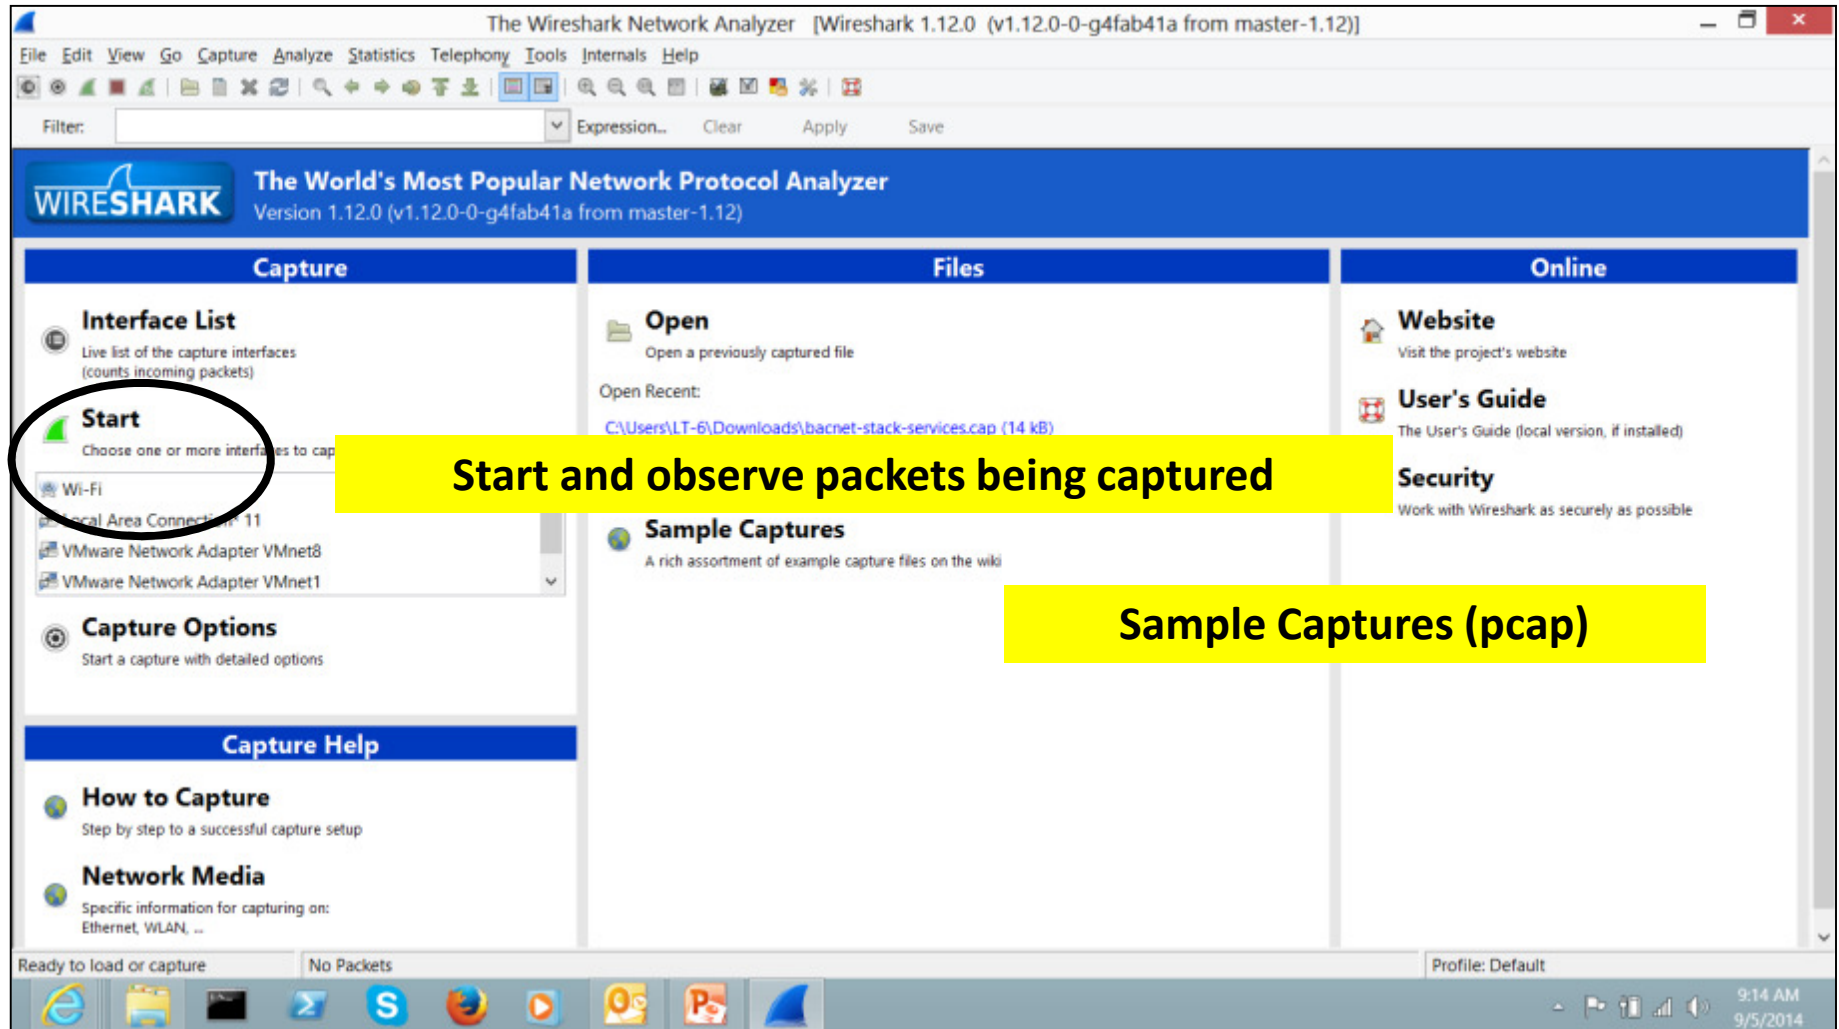 The Wireshark Network Analyzer [Wireshark 1.12.0 (v1.12.0-0-g4fab41a from master-1.12)]
File Edit View Go Capture Analyze Statistics Telephony Tools Internals Help
Filter: Expression... Clear Apply Save
WIRESHARK
The World's Most Popular Network Protocol Analyzer
Version 1.12.0 (v1.12.0-0-g4fab41a from master-1.12)
Capture
Interface List
Live list of the capture interfaces
(counts incoming packets)
Start
Choose one or more interfaces to cap
Wi-Fi
Local Area Connection* 11
VMware Network Adapter VMnet8
VMware Network Adapter VMnet1
Capture Options
Start a capture with detailed options
Capture Help
How to Capture
Step by step to a successful capture setup
Network Media
Specific information for capturing on:
Ethernet, WLAN, ...
Files
Open
Open a previously captured file
Open Recent:
C:\Users\LT-6\Downloads\bacnet-stack-services.cap (14 kB)
Start and observe packets being captured
Sample Captures
A rich assortment of example capture files on the wiki
Sample Captures (pcap)
Online
Website
Visit the project's website
User's Guide
The User's Guide (local version, if installed)
Security
Work with Wireshark as securely as possible
Ready to load or capture No Packets Profile: Default
9:14 AM
9/5/2014